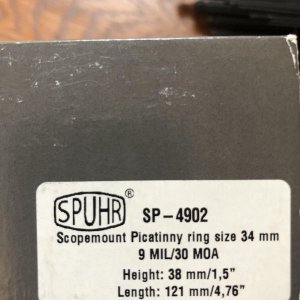 SPUHR® SP-4902
Scopemount Picatinny ring size 34 mm
9 MIL/30 MOA
Height: 38 mm/1,5"
Length: 121 mm/4,76"